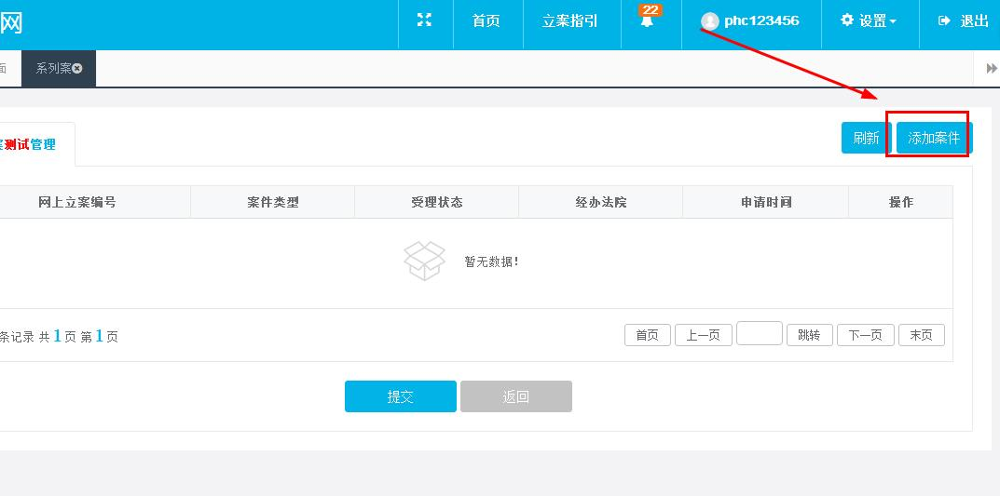 网
首页
立案指引
22
phc123456
设置
退出
面
系列案
测试管理
刷新
添加案件
网上立案编号
案件类型
受理状态
经办法院
申请时间
操作
暂无数据!
条记录 共 1 页 第 1 页
首页
上一页
跳转
下一页
末页
提交
返回